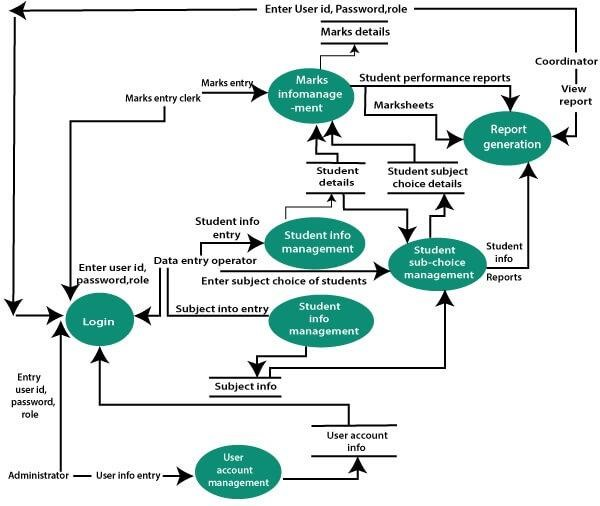 Enter User id, Password,role
Marks details
Coordinator
Marks entry
Marks
infomanage
-ment
Student performance reports
View
report
Marks entry clerk
Marksheets
Report
generation
Student
details
Student subject
choice details
Student info
entry
Student info
management
Student
sub-choice
management
Student
info
Reports
Enter user id,
password,role
Data entry operator
Enter subject choice of students
Login
Subject into entry
Student
info
management
Entry
user id,
password,
role
Subject info
User account
info
Administrator
User info entry
User
account
management